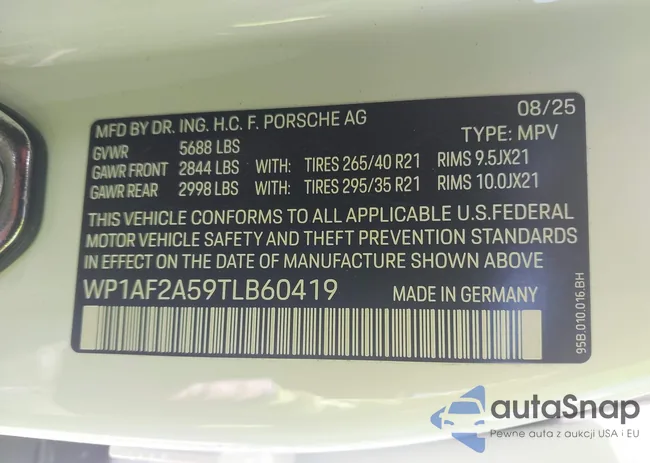 MFD BY DR. ING. H.C. F. PORSCHE AG 08/25
GVWR 5688 LBS TYPE: MPV
GAWR FRONT 2844 LBS WITH: TIRES 265/40 R21 RIMS 9.5JX21
GAWR REAR 2998 LBS WITH: TIRES 295/35 R21 RIMS 10.0JX21
THIS VEHICLE CONFORMS TO ALL APPLICABLE U.S.FEDERAL
MOTOR VEHICLE SAFETY AND THEFT PREVENTION STANDARDS
IN EFFECT ON THE DATE OF MANUFACTURE SHOWN ABOVE
WP1AF2A59TLB60419 MADE IN GERMANY
95B.010.016.BH
autoSnap
Pewne auta z aukcji USA i EU